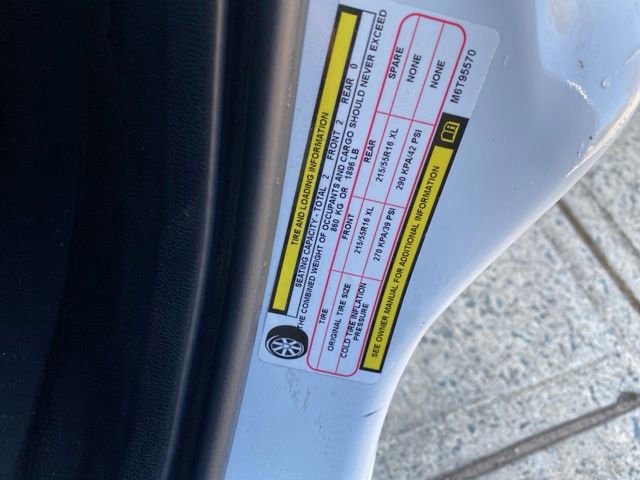 TIRE AND LOADING INFORMATION
SEATING CAPACITY - TOTAL 2 FRONT 2 REAR 0
THE COMBINED WEIGHT OF OCCUPANTS AND CARGO SHOULD NEVER EXCEED
860 KG OR 1896 LB
TIRE FRONT REAR SPARE
ORIGINAL TIRE SIZE 215/55R16 XL 215/55R16 XL NONE
COLD TIRE INFLATION PRESSURE 270 KPA/39 PSI 290 KPA/42 PSI NONE
SEE OWNER MANUAL FOR ADDITIONAL INFORMATION
M6T95570